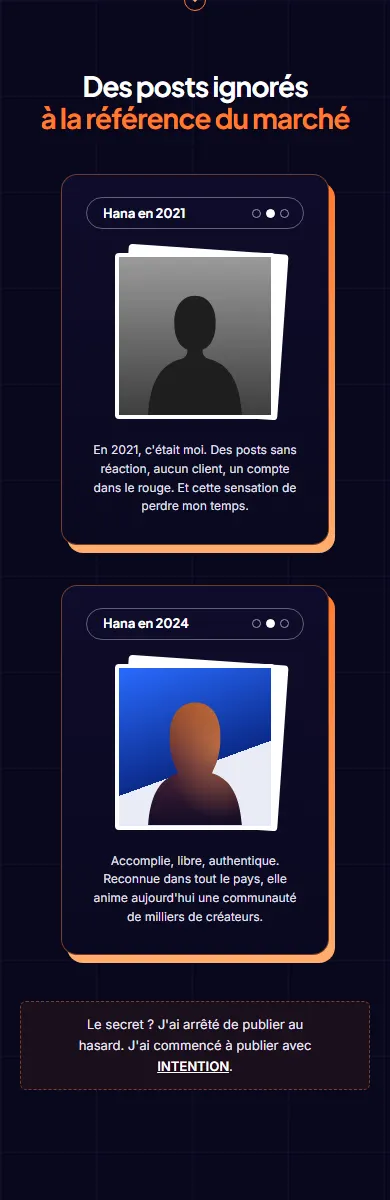 Des posts ignorés
à la référence du marché
Hana en 2021
En 2021, c'était moi. Des posts sans
réaction, aucun client, un compte
dans le rouge. Et cette sensation de
perdre mon temps.
Hana en 2024
Accomplie, libre, authentique.
Reconnue dans tout le pays, elle
anime aujourd'hui une communauté
de milliers de créateurs.
Le secret ? J'ai arrêté de publier au
hasard. J'ai commencé à publier avec
INTENTION.